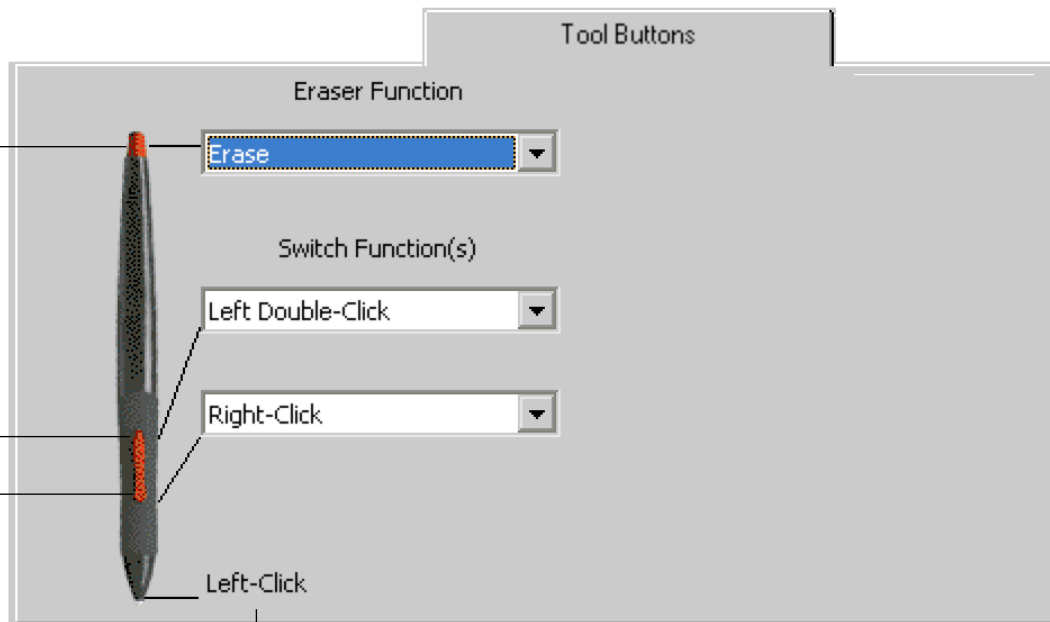 Tool Buttons
Eraser Function
Erase
Switch Function(s)
Left Double-Click
Right-Click
Left-Click